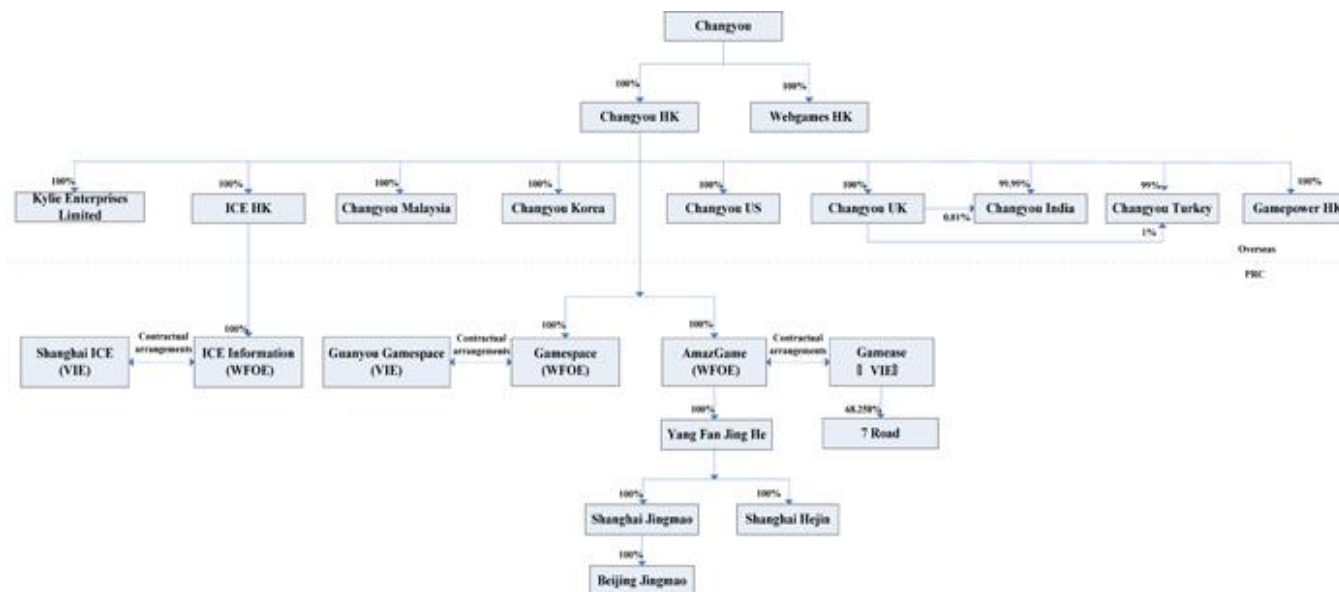 Changyou
100%
100%
Changyou HK
Webgames HK
100%
100%
100%
100%
100%
100%
99.99%
99%
100%
Kylie Enterprises
Limited
ICE HK
Changyou Malaysia
Changyou Korea
Changyou US
Changyou UK
Changyou India
Changyou Turkey
Gamepower HK
0.01%
1%
Overseas
PRC
100%
100%
100%
Shanghai ICE
(VIE)
Contractual
arrangements
ICE Information
(WFOE)
Guanyou Gamespace
(VIE)
Contractual
arrangements
Gamespace
(WFOE)
AmazGame
(WFOE)
Contractual
arrangements
Gamease
VIE
100%
68.258%
Yang Fan Jing He
7 Road
100%
100%
Shanghai Jingmao
Shanghai Hejin
100%
Beijing Jingmao